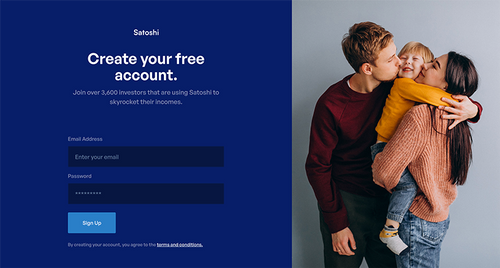 Satoshi
Create your free
account.
Join over 3,600 investors that are using Satoshi to
skyrocket their incomes.
Email Address
Enter your email
Password
*********
Sign Up
By creating your account, you agree to the terms and conditions.